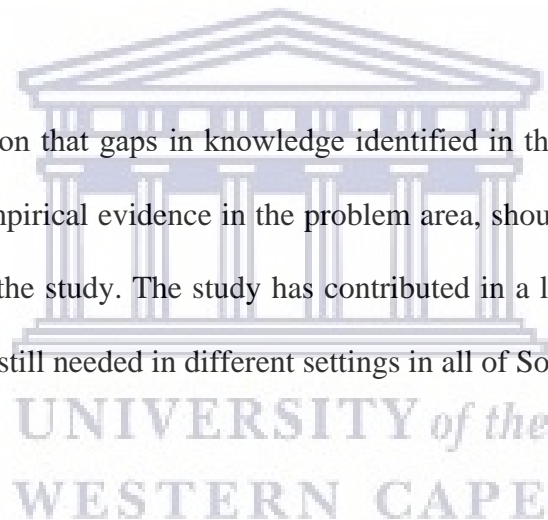 on that gaps in knowledge identified in th
mpirical evidence in the problem area, shou
the study. The study has contributed in a l
still needed in different settings in all of So
UNIVERSITY of the
WESTERN CAPE